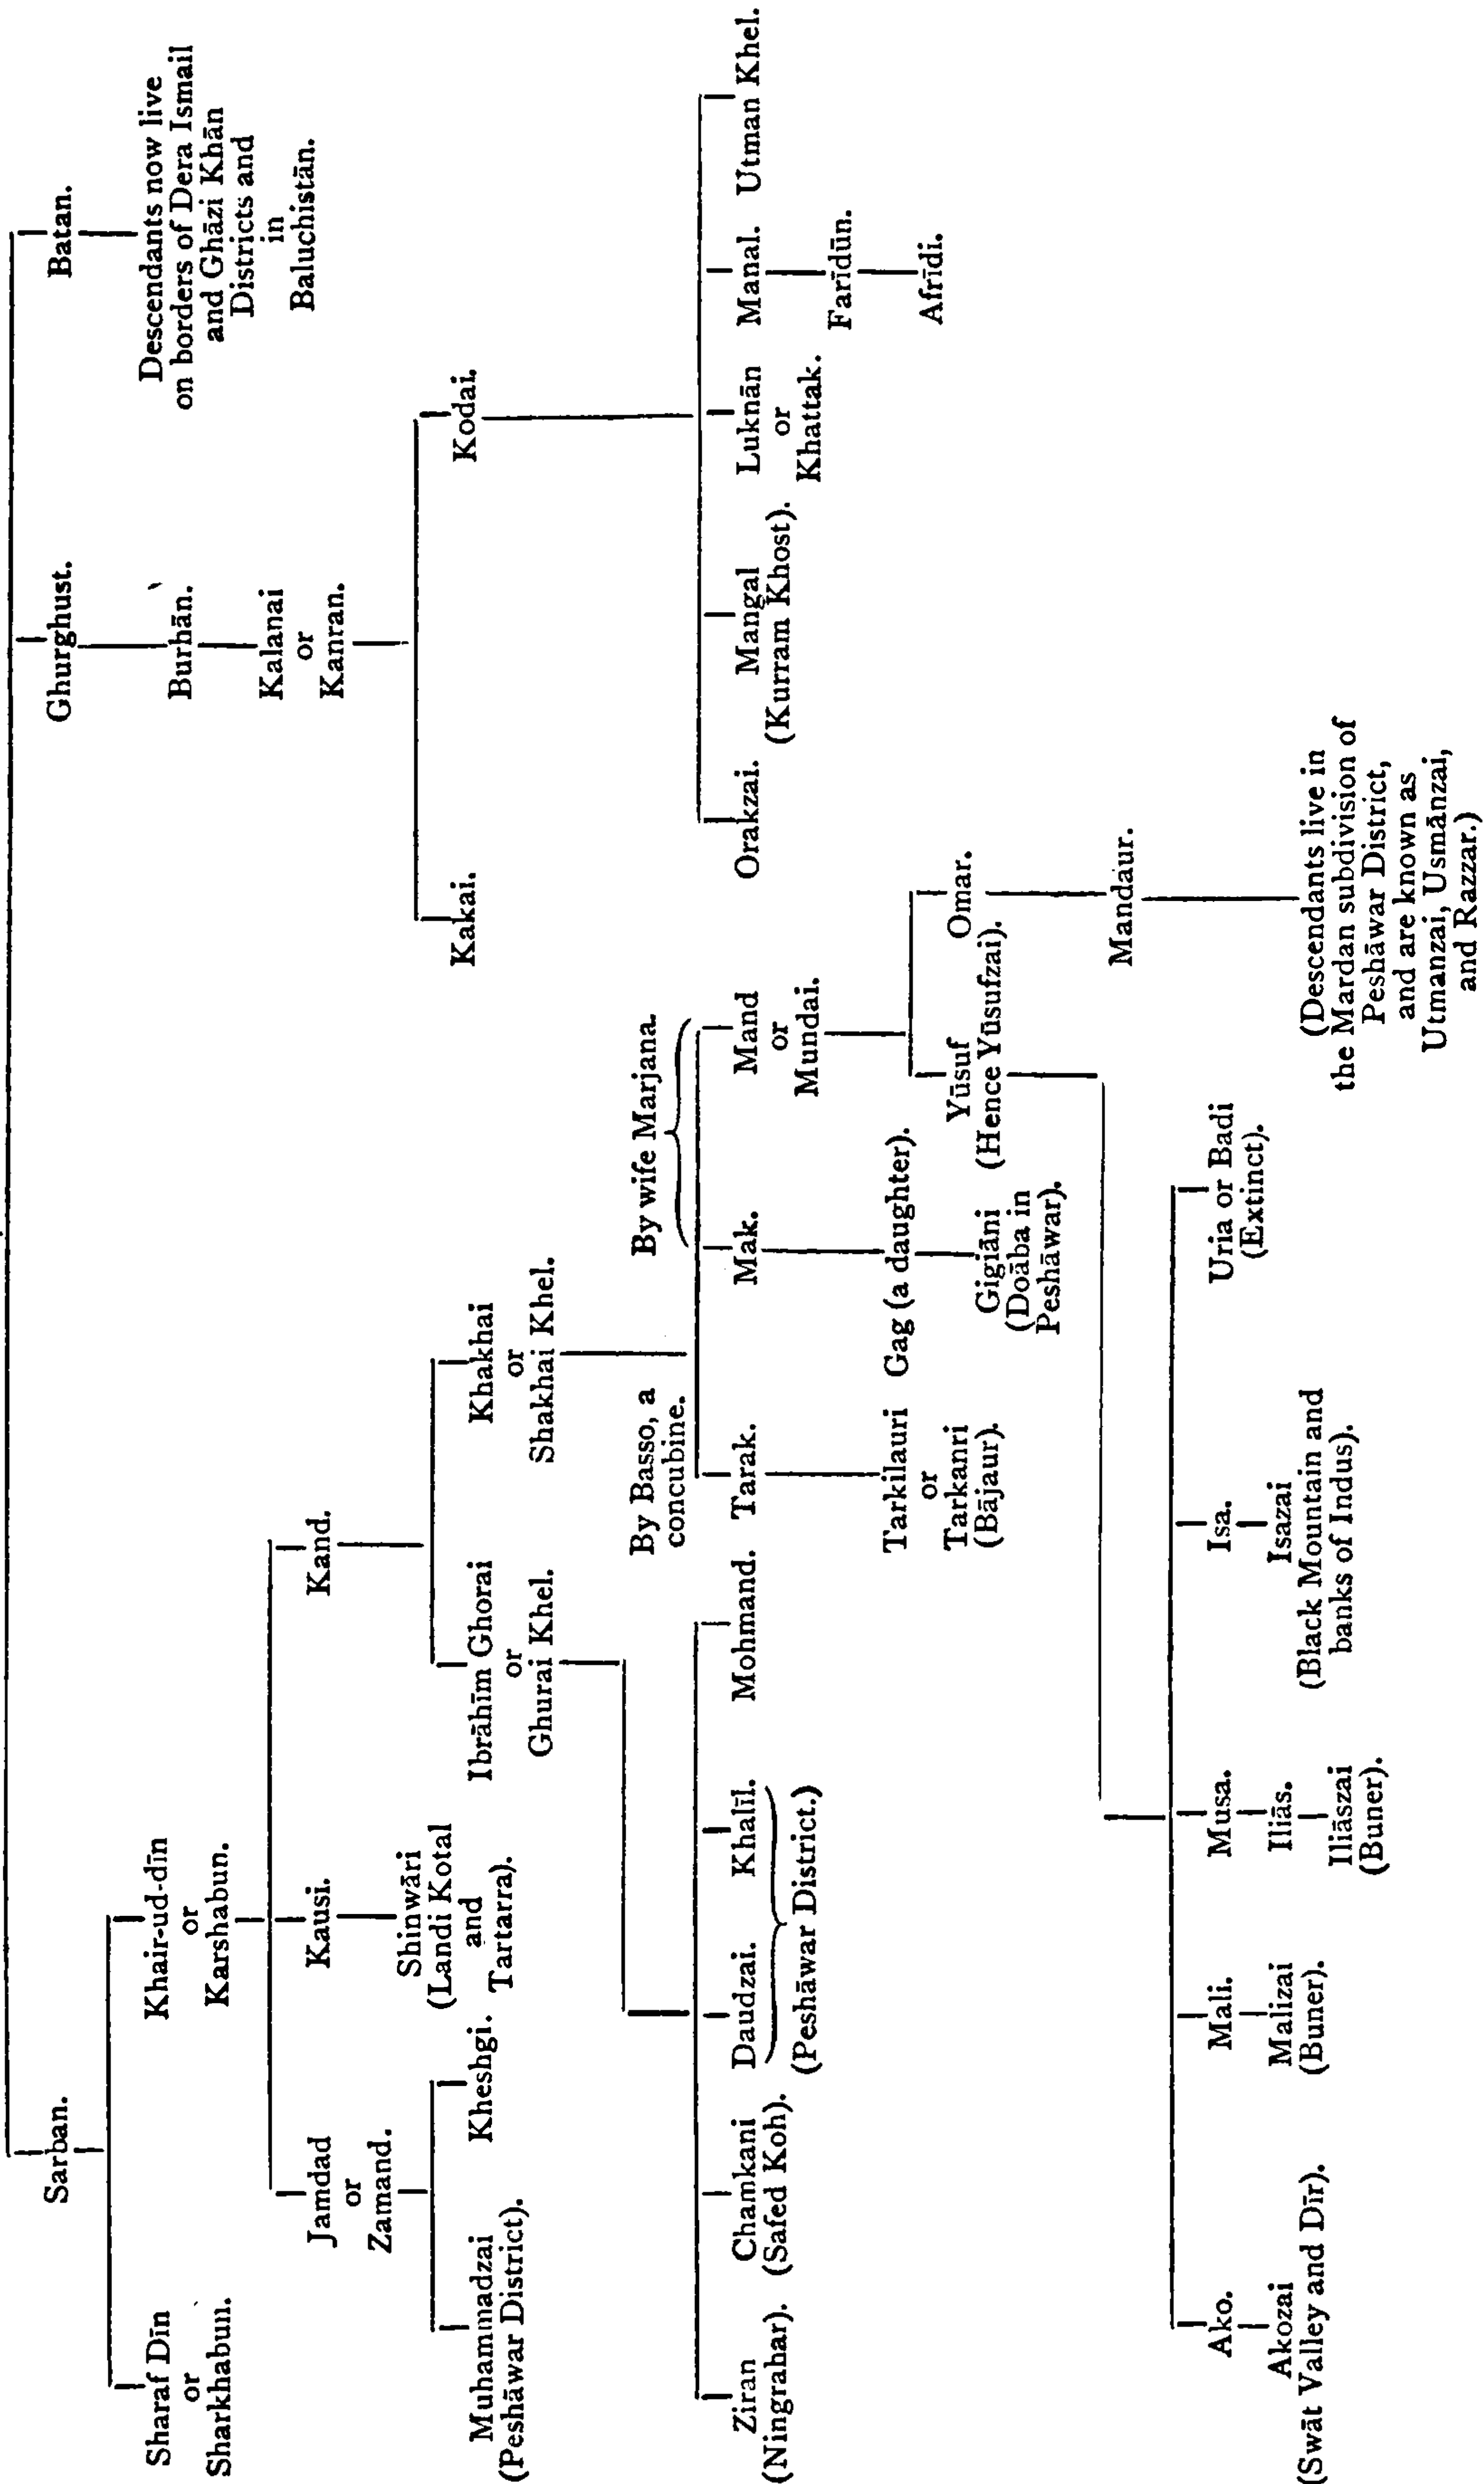 Sarban.
Ghurghust.
Batan.
Sharaf Dīn
or
Sharkhabun.
Khair-ud-dīn
or
Karshabun.
Burhān.
Kalanai
or
Kanran.
Descendants now live
on borders of Dera Ismail
and Ghāzi Khān
Districts and
in
Baluchistān.
Jamdad
or
Zamand.
Kausi.
Kand.
Shinwāri
(Landi Kotal
and
Tartarra).
Muhammadzai
(Peshāwar District).
Kheshgi.
Ibrāhīm Ghorai
or
Ghurai Khel.
Khakhai
or
Shakhai Khel.
Kakai.
Kodai.
By Basso, a
concubine.
By wife Marjana.
Ziran
(Ningrahar).
Chamkani
(Safed Koh).
Daudzai.
Khalīl.
(Peshāwar District.)
Mohmand.
Tarak.
Mak.
Mand
or
Mundai.
Orakzai.
Mangal
(Kurram Khost).
Luknān
or
Khattak.
Manal.
Utman Khel.
Farīdūn.
Afrīdi.
Tarkilauri
or
Tarkanri
(Bājaur).
Gag (a daughter).
Gigiāni
(Doāba in
Peshāwar).
Yūsuf
(Hence Yūsufzai).
Omar.
Mandaur.
(Descendants live in
the Mardan subdivision of
Peshāwar District,
and are known as
Utmanzai, Usmānzai,
and Razzar.)
Ako.
Akozai
(Swāt Valley and Dīr).
Mali.
Malizai
(Buner).
Musa.
Iliās.
Iliāszai
(Buner).
Isa.
Isazai
(Black Mountain and
banks of Indus).
Uria or Badi
(Extinct).